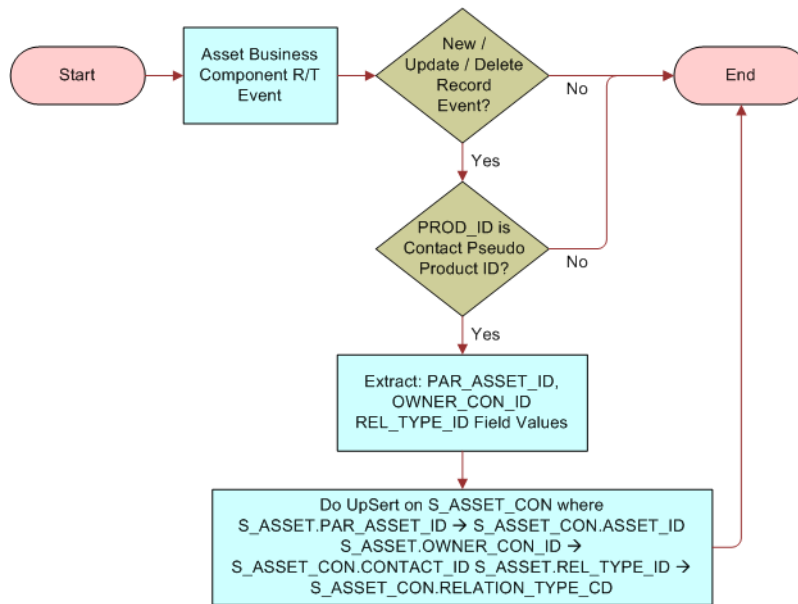 Start
Asset Business
Component R/T
Event
New /
Update / Delete
Record
Event?
No
End
Yes
PROD_ID is
Contact Pseudo
Product ID?
No
Yes
Extract: PAR_ASSET_ID,
OWNER_CON_ID
REL_TYPE_ID Field Values
Do UpSert on S_ASSET_CON where
S_ASSET.PAR_ASSET_ID → S_ASSET_CON.ASSET_ID
S_ASSET.OWNER_CON_ID →
S_ASSET_CON.CONTACT_ID S_ASSET.REL_TYPE_ID →
S_ASSET_CON.RELATION_TYPE_CD